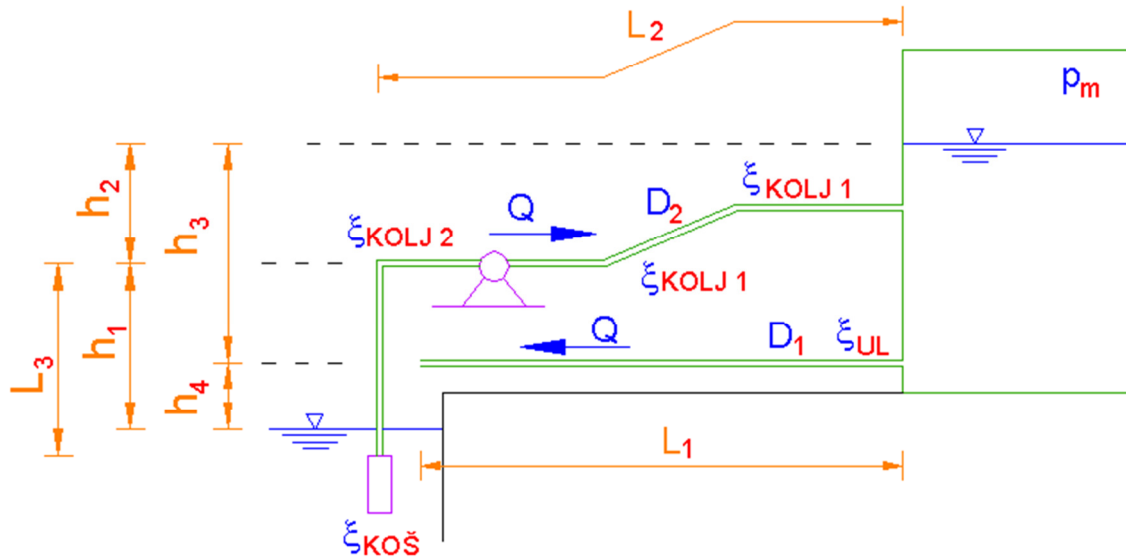 L2
pm
ξKOLJ 1
h2
h3
Q
D2
ξKOLJ 2
ξKOLJ 1
L3
h1
Q
D1
ξUL
h4
L1
ξKOŠ